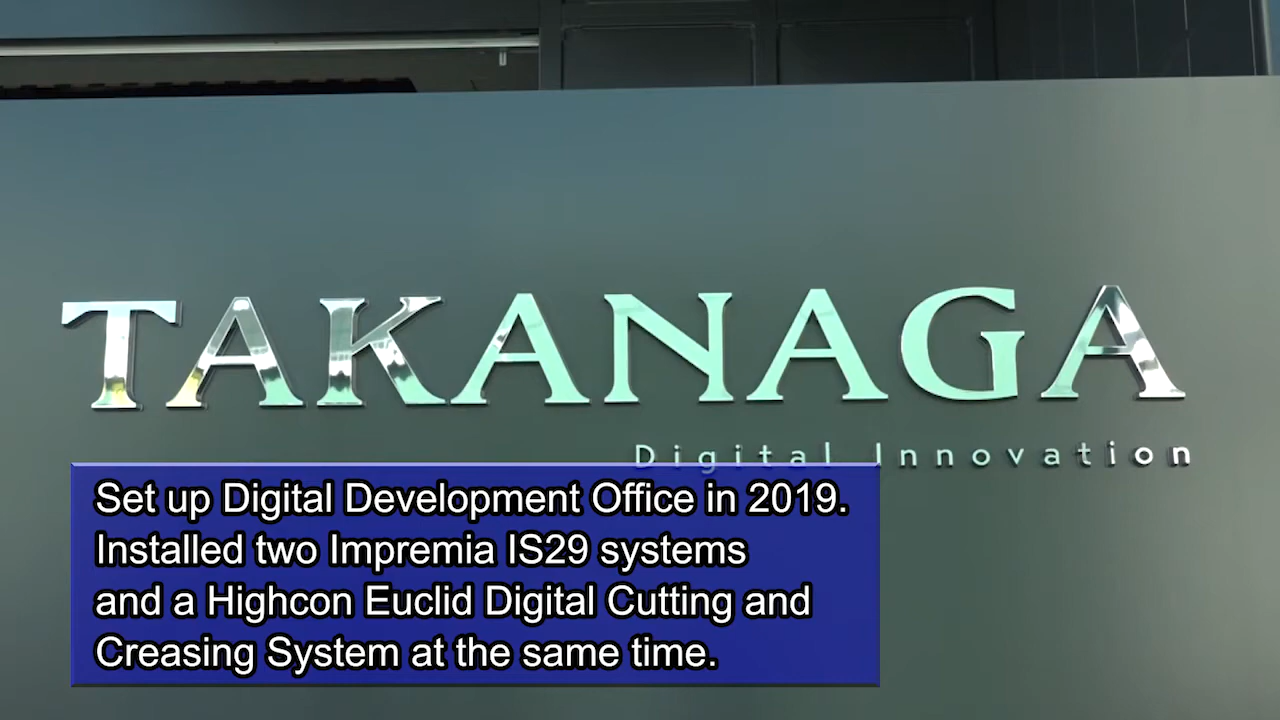 TAKANAGA
Digital Innovation
Set up Digital Development Office in 2019.
Installed two Impremia IS29 systems
and a Highcon Euclid Digital Cutting and
Creasing System at the same time.